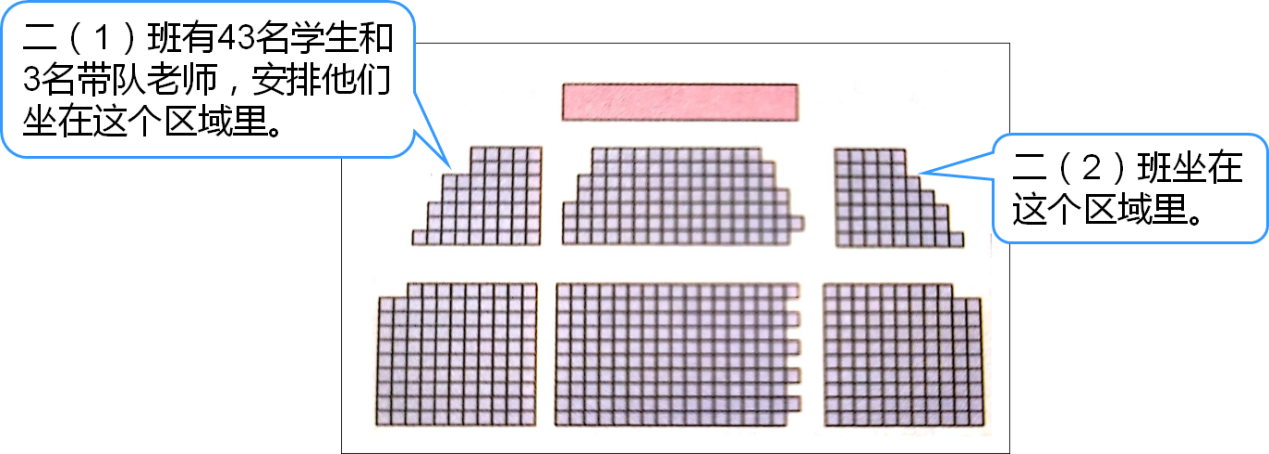 二（1）班有43名学生和
3名带队老师，安排他们
坐在这个区域里。
二（2）班坐在
这个区域里。